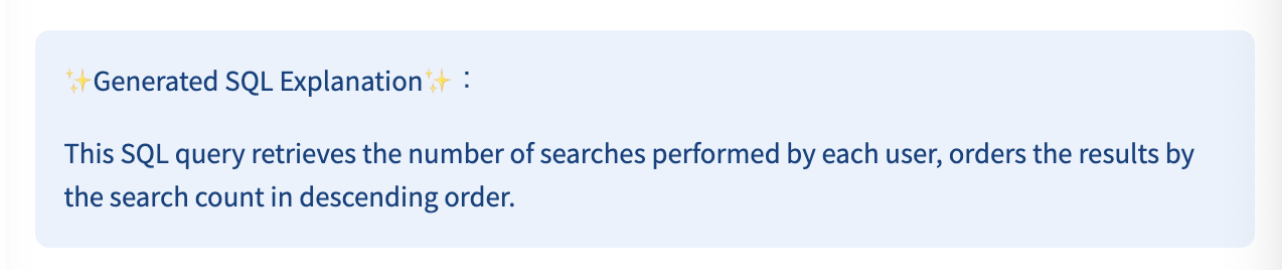 ✨Generated SQL Explanation✨：
This SQL query retrieves the number of searches performed by each user, orders the results by
the search count in descending order.